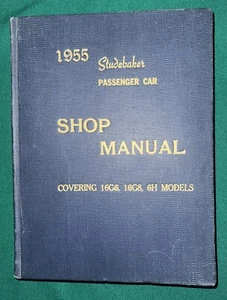 1955 Studebaker
PASSENGER CAR
SHOP
MANUAL
COVERING 16G6, 16G8, 6H MODELS